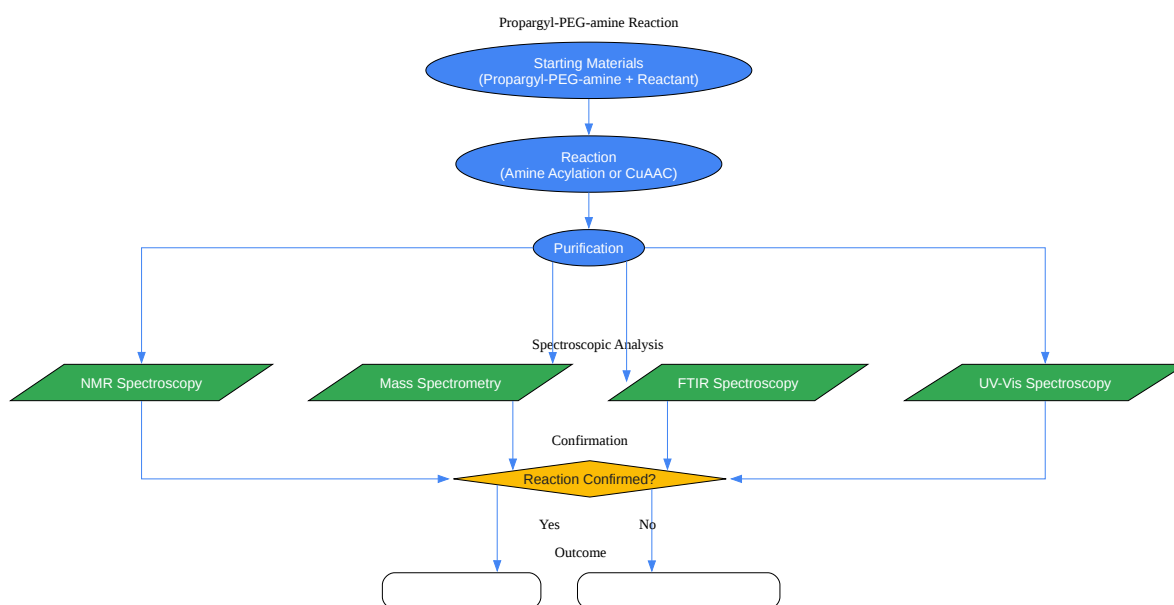 Propargyl-PEG-amine Reaction
Starting Materials
(Propargyl-PEG-amine + Reactant)
Reaction
(Amine Acylation or CuAAC)
Purification
Spectroscopic Analysis
NMR Spectroscopy
Mass Spectrometry
FTIR Spectroscopy
UV-Vis Spectroscopy
Confirmation
Reaction Confirmed?
Yes
No
Outcome